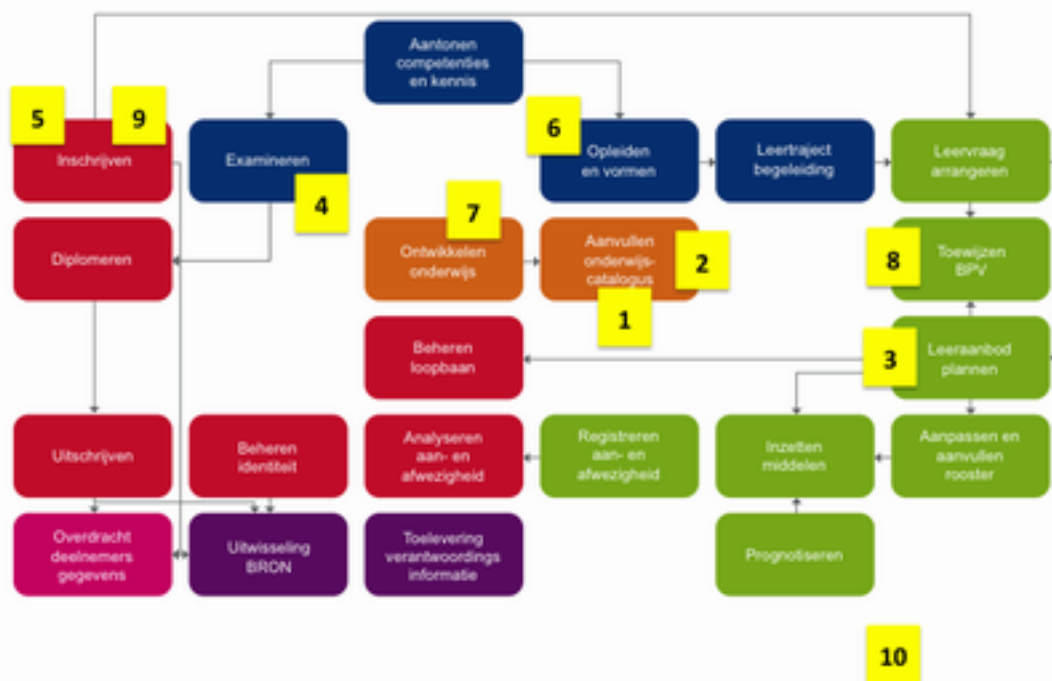 Aantonen
competenties
en kennis
5
9
6
Inschrijven
Examineren
Opleiden
en vormen
Leertraject
begeleiding
Leervraag
arrangeren
4
7
Diplomeren
Ontwikkelen
onderwijs
Aanvullen
onderwijs-
catalogus
2
8
Toewijzen
BPV
1
Beheren
loopbaan
3
Leeraanbod
plannen
Uitschrijven
Beheren
identiteit
Analyseren
aan- en
afwezigheid
Registreren
aan- en
afwezigheid
Inzetten
middelen
Aanpassen en
aanvullen
rooster
Overdracht
deelnemers
gegevens
Uitwisseling
BRON
Toelevering
verantwoordings
informatie
Prognotiseren
10